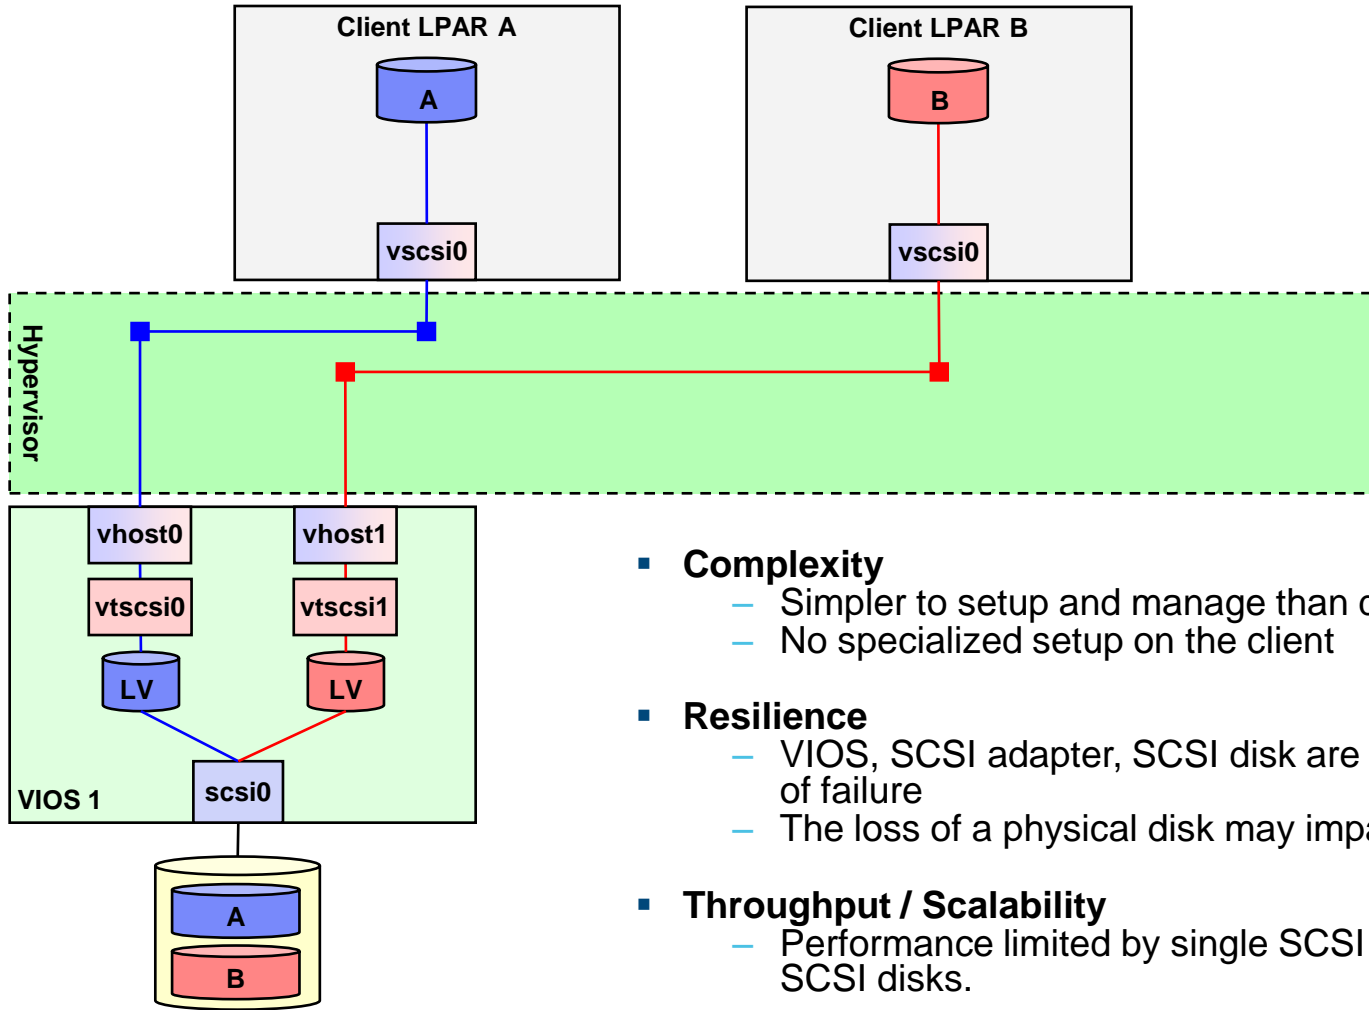 Client LPAR A
Client LPAR B
A
B
vscsi0
vscsi0
Hypervisor
vhost0
vhost1
vtscsi0
vtscsi1
LV
LV
scsi0
VIOS 1
A
B
Complexity
– Simpler to setup and manage than
– No specialized setup on the client
Resilience
– VIOS, SCSI adapter, SCSI disk are
of failure
– The loss of a physical disk may
Throughput / Scalability
– Performance limited by single SCSI
SCSI disks.